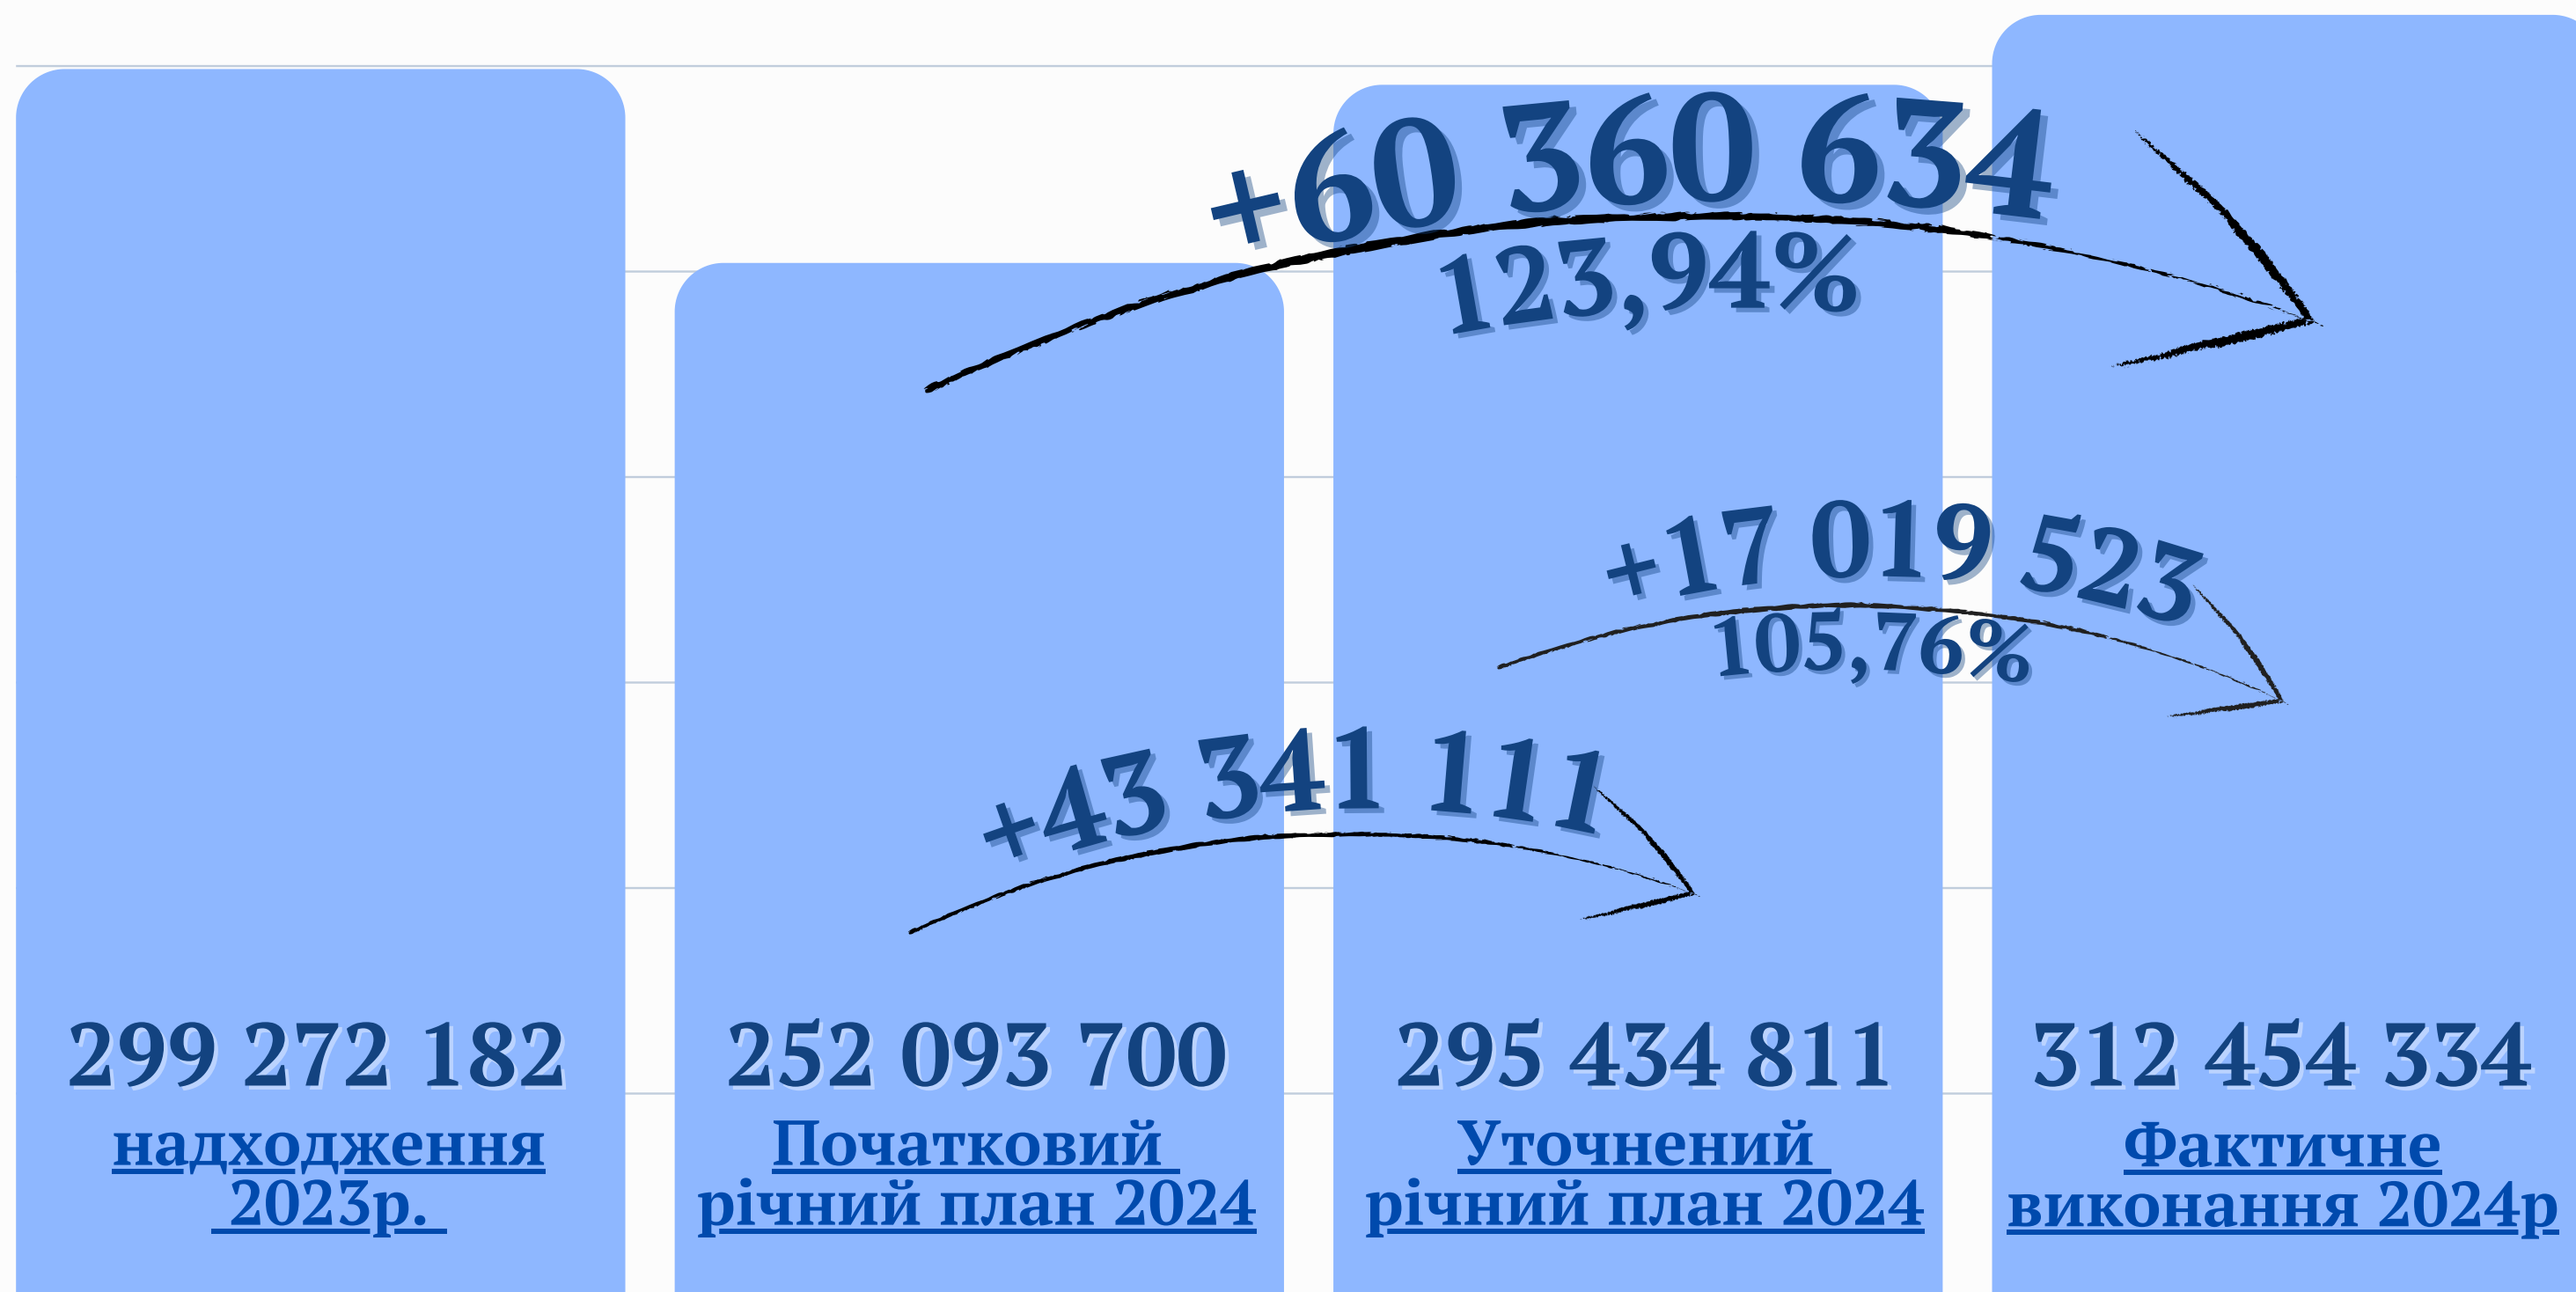 +60 360 634
123,94%
+17 019 523
105,76%
+43 341 111
299 272 182
надходження
2023р.
252 093 700
Початковий
річний план 2024
295 434 811
Уточнений
річний план 2024
312 454 334
Фактичне
виконання 2024р